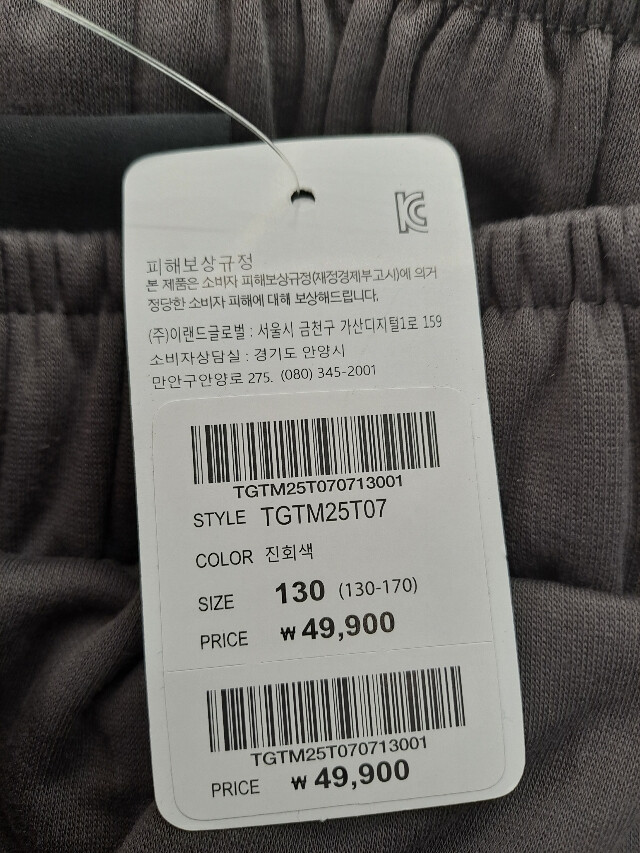 KC
피해보상규정
본 제품은 소비자 피해보상규정(재정경제부고시)에 의거
정당한 소비자 피해에 대해 보상해드립니다.
(주)이랜드글로벌 : 서울시 금천구 가산디지털1로 159
소비자상담실 : 경기도 안양시
만안구안양로 275. (080) 345-2001
TGTM25T070713001
STYLE TGTM25T07
COLOR 진회색
SIZE 130 (130-170)
PRICE ₩49,900
TGTM25T070713001
PRICE ₩49,900